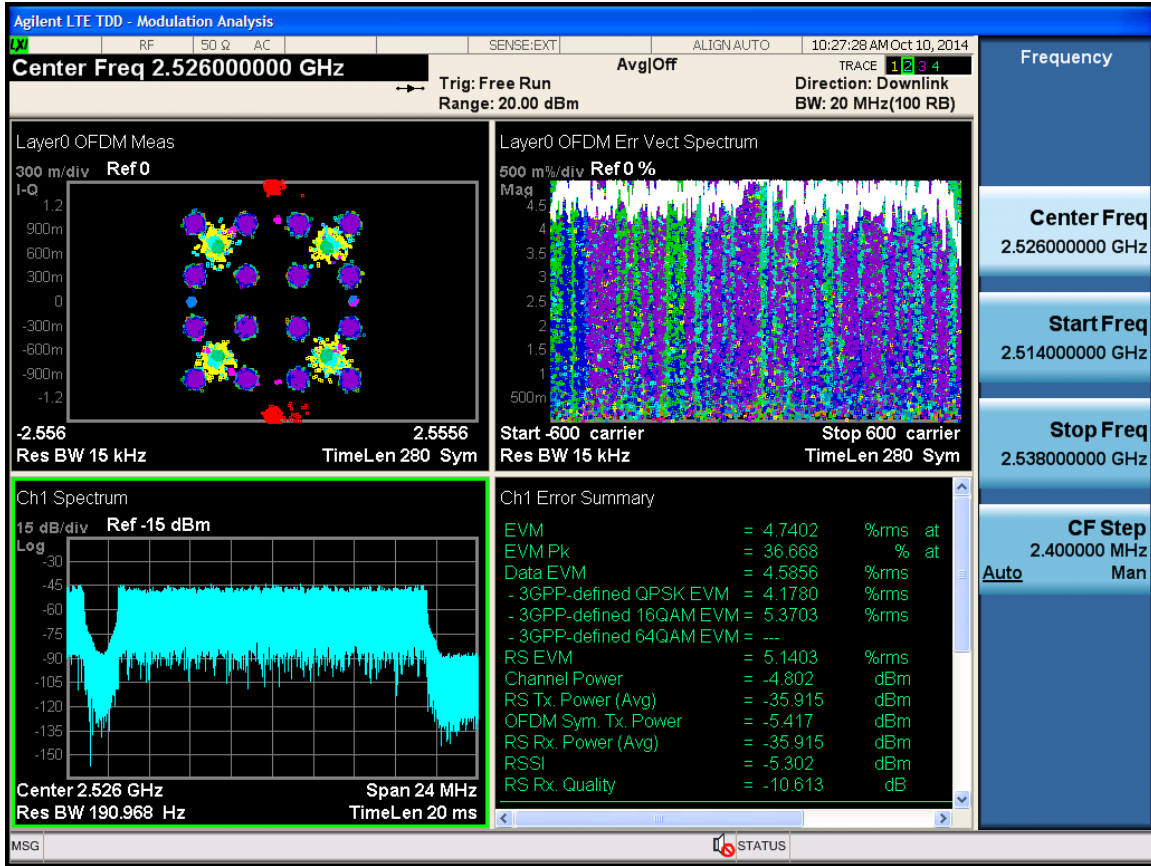 Agilent LTE TDD - Modulation Analysis
LXI RF 50 Ω AC SENSE:EXT ALIGN AUTO 10:27:28 AM Oct 10, 2014
Center Freq 2.526000000 GHz
Avg|Off
TRACE 1 2 3 4
Trig: Free Run
Direction: Downlink
Range: 20.00 dBm
BW: 20 MHz(100 RB)
Layer0 OFDM Meas
300 m/div Ref 0
I-Q
1.2
900m
600m
300m
0
-300m
-600m
-900m
-1.2
-2.556 2.5556
Res BW 15 kHz TimeLen 280 Sym
Layer0 OFDM Err Vect Spectrum
500 m%/div Ref 0 %
Mag
4.5
4
3.5
3
2.5
2
1.5
1
500m
Start -600 carrier Stop 600 carrier
Res BW 15 kHz TimeLen 280 Sym
Ch1 Spectrum
15 dB/div Ref -15 dBm
Log
-30
-45
-60
-75
-90
-105
-120
-135
-150
Center 2.526 GHz Span 24 MHz
Res BW 190.968 Hz TimeLen 20 ms
Ch1 Error Summary
EVM = 4.7402 %rms at
EVM Pk = 36.668 % at
Data EVM = 4.5856 %rms
- 3GPP-defined QPSK EVM = 4.1780 %rms
- 3GPP-defined 16QAM EVM = 5.3703 %rms
- 3GPP-defined 64QAM EVM = ---
RS EVM = 5.1403 %rms
Channel Power = -4.802 dBm
RS Tx. Power (Avg) = -35.915 dBm
OFDM Sym. Tx. Power = -5.417 dBm
RS Rx. Power (Avg) = -35.915 dBm
RSSI = -5.302 dBm
RS Rx. Quality = -10.613 dB
Frequency
Center Freq
2.526000000 GHz
Start Freq
2.514000000 GHz
Stop Freq
2.538000000 GHz
CF Step
2.400000 MHz
Auto Man
MSG STATUS